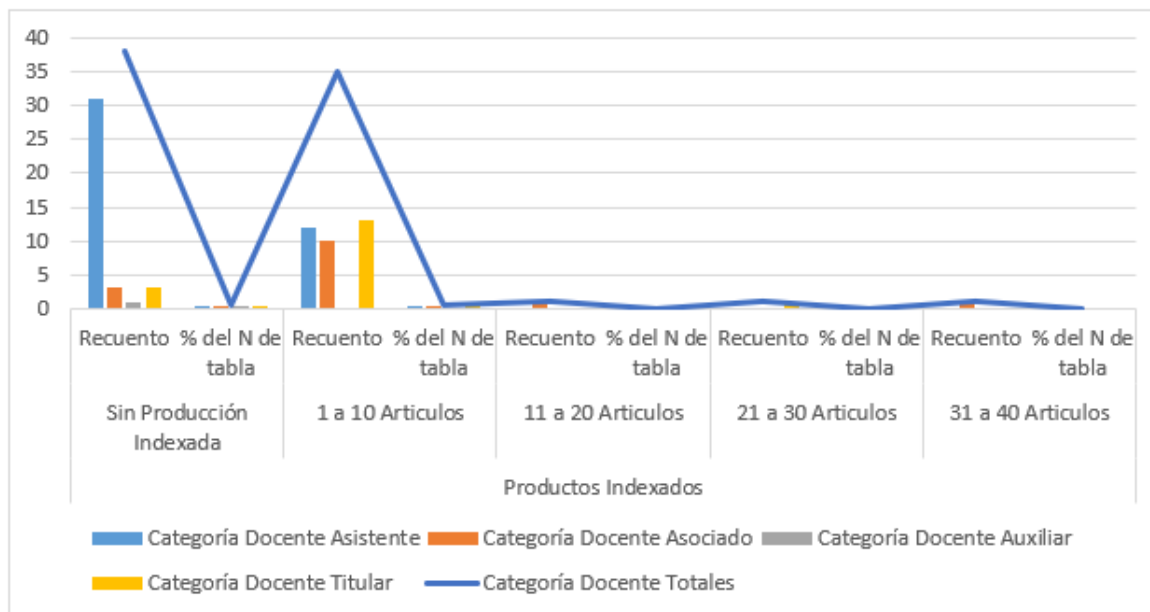 40
35
30
25
20
15
10
5
0
Recuento % del N de tabla Recuento % del N de tabla Recuento % del N de tabla Recuento % del N de tabla Recuento % del N de tabla
Sin Producción Indexada 1 a 10 Articulos 11 a 20 Articulos 21 a 30 Articulos 31 a 40 Articulos
Productos Indexados
Categoría Docente Asistente Categoría Docente Asociado Categoría Docente Auxiliar
Categoría Docente Titular Categoría Docente Totales